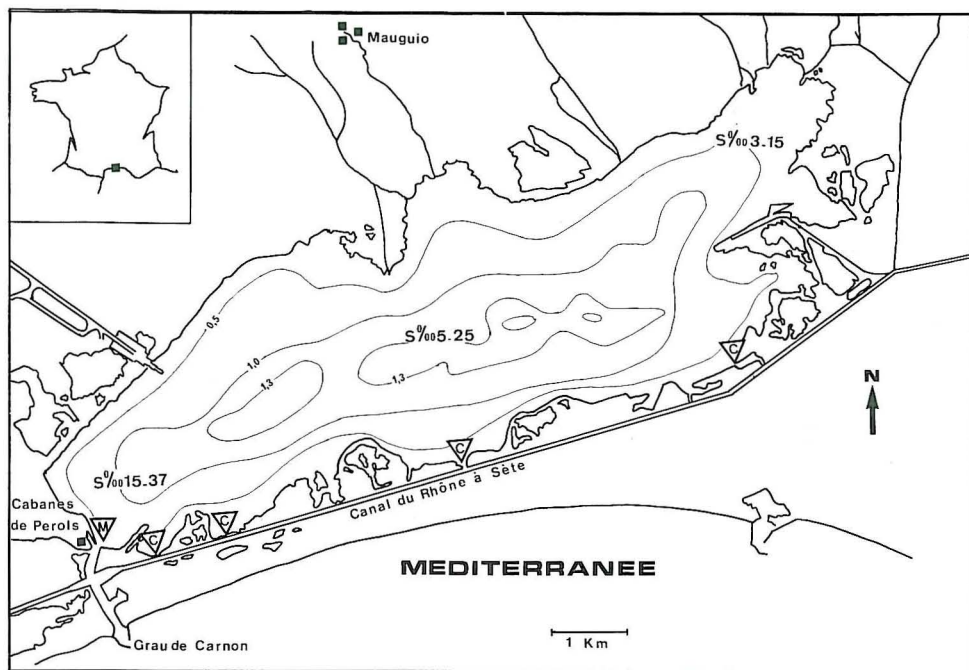 Mauguio
S‰3.15
0,5
S‰5.25
1,0
1,3
1,3
C
N
S‰15.37
C
Canal du Rhône à Sète
Cabanes
de Perols
M
C
C
MEDITERRANEE
Grau de Carnon
1 Km